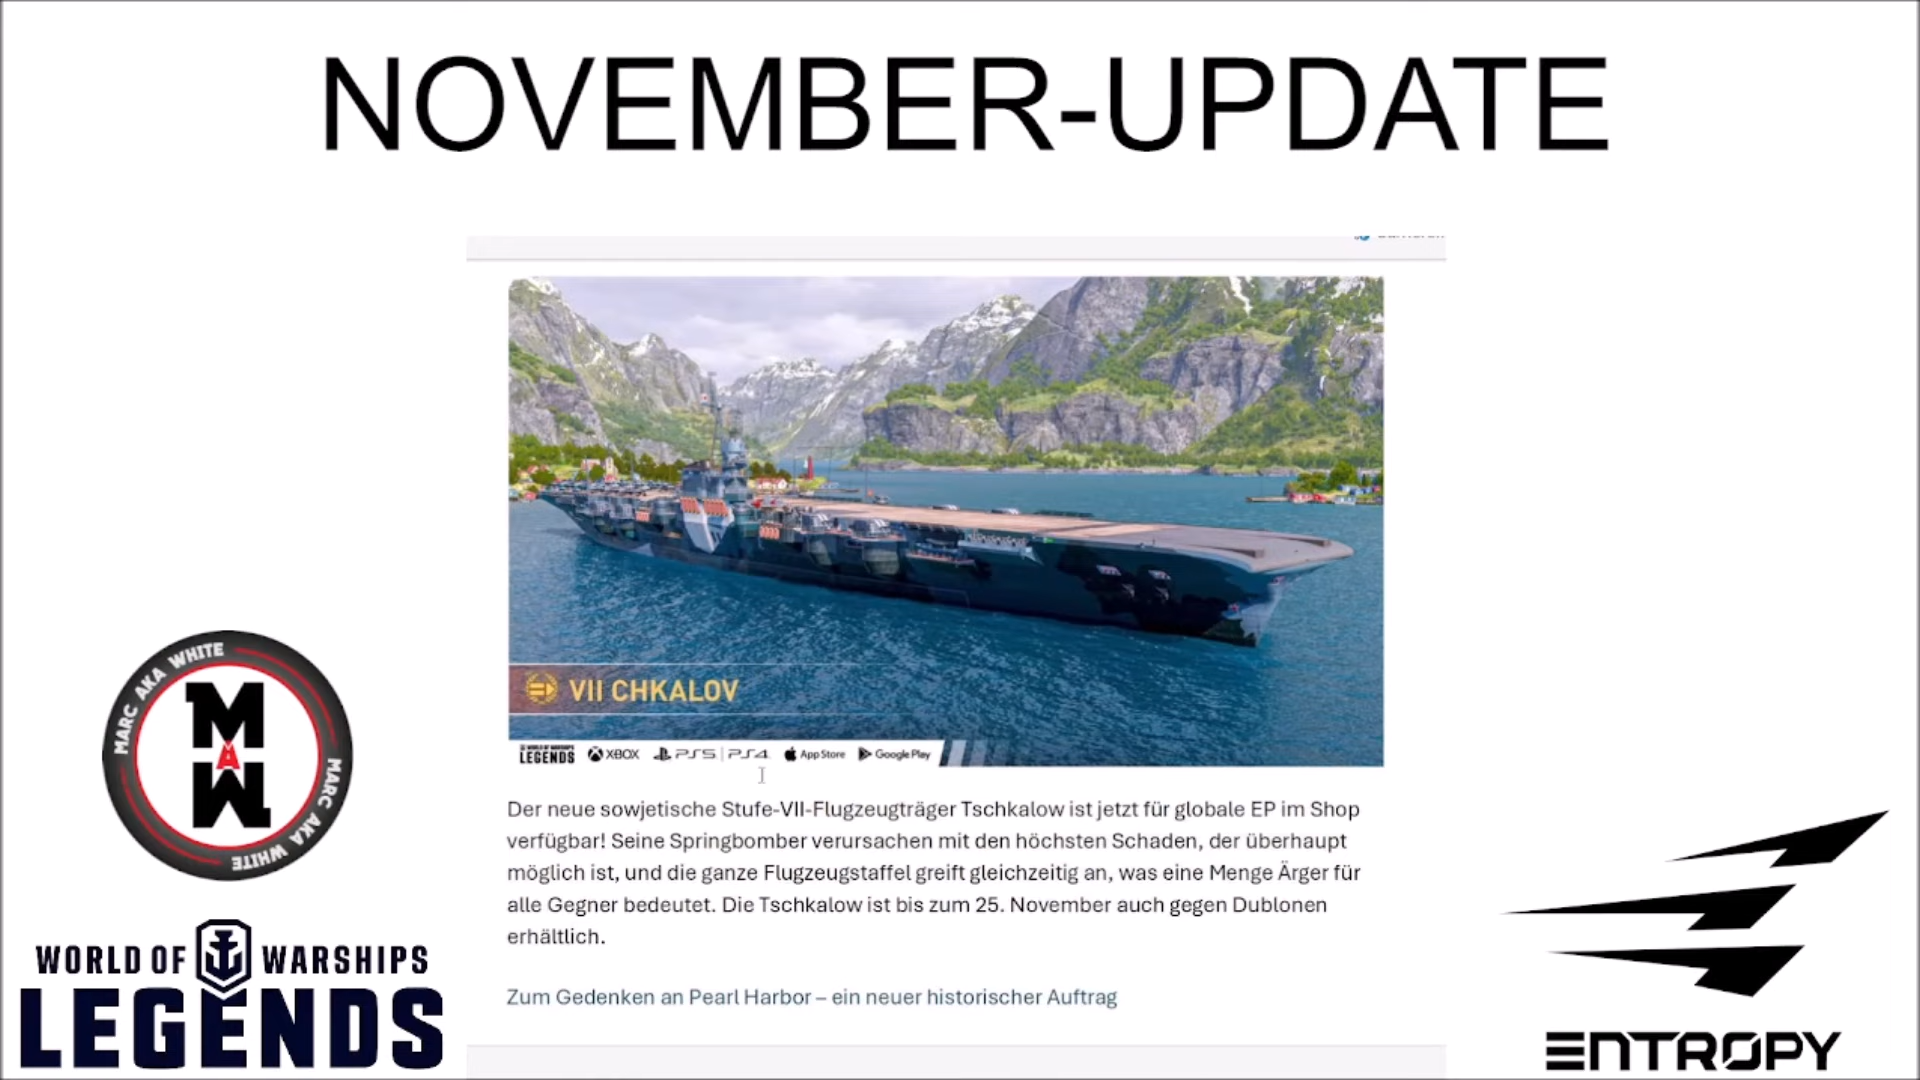 NOVEMBER-UPDATE
VII CHKALOV
WORLD OF WARSHIPS
LEGENDS
XBOX
PS5 | PS4
App Store
Google Play
Der neue sowjetische Stufe-VII-Flugzeugträger Tschkalow ist jetzt für globale EP im Shop
verfügbar! Seine Springbomber verursachen mit den höchsten Schaden, der überhaupt
möglich ist, und die ganze Flugzeugstaffel greift gleichzeitig an, was eine Menge Ärger für
alle Gegner bedeutet. Die Tschkalow ist bis zum 25. November auch gegen Dublonen
erhältlich.
Zum Gedenken an Pearl Harbor – ein neuer historischer Auftrag
MARC AKA WHITE
MAW
MARC AKA WHITE
WORLD OF WARSHIPS
LEGENDS
ENTROPY